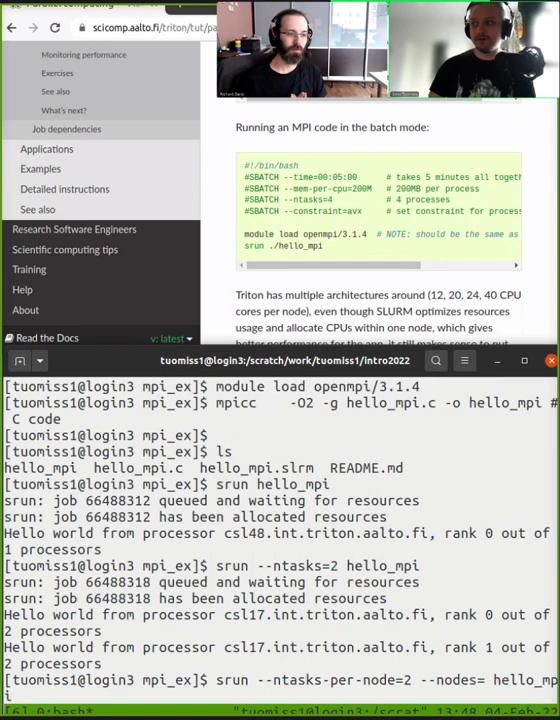 scicomp.aalto.fi/triton/tut/pa
Monitoring performance
Exercises
See also
What's next?
Job dependencies
Applications
Examples
Detailed instructions
See also
Research Software Engineers
Scientific computing tips
Training
Help
About
Read the Docs
v: latest
Running an MPI code in the batch mode:
#!/bin/bash
#SBATCH --time=00:05:00 # takes 5 minutes all togeth
#SBATCH --mem-per-cpu=200M # 200MB per process
#SBATCH --ntasks=4 # 4 processes
#SBATCH --constraint=avx # set constraint for process
module load openmpi/3.1.4 # NOTE: should be the same as
srun ./hello_mpi
Triton has multiple architectures around (12, 20, 24, 40 CPU
cores per node), even though SLURM optimizes resources
usage and allocate CPUs within one node, which gives
tuomiss1@login3:/scratch/work/tuomiss1/intro2022
[tuomiss1@login3 mpi_ex]$ module load openmpi/3.1.4
[tuomiss1@login3 mpi_ex]$ mpicc -O2 -g hello_mpi.c -o hello_mpi #
C code
[tuomiss1@login3 mpi_ex]$
[tuomiss1@login3 mpi_ex]$ ls
hello_mpi hello_mpi.c hello_mpi.slrm README.md
[tuomiss1@login3 mpi_ex]$ srun hello_mpi
srun: job 66488312 queued and waiting for resources
srun: job 66488312 has been allocated resources
Hello world from processor csl48.int.triton.aalto.fi, rank 0 out of
1 processors
[tuomiss1@login3 mpi_ex]$ srun --ntasks=2 hello_mpi
srun: job 66488318 queued and waiting for resources
srun: job 66488318 has been allocated resources
Hello world from processor csl17.int.triton.aalto.fi, rank 0 out of
2 processors
Hello world from processor csl17.int.triton.aalto.fi, rank 1 out of
2 processors
[tuomiss1@login3 mpi_ex]$ srun --ntasks-per-node=2 --nodes= hello_mp
i
[6] 0:bash* "tuomiss1@login3:/scrat" 13:48 04-Feb-22